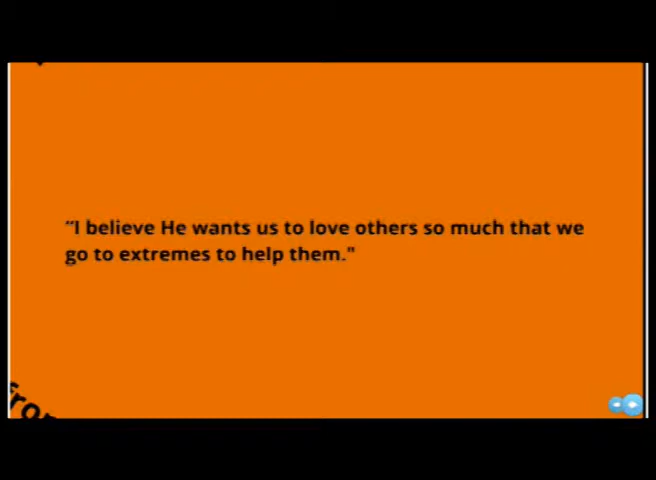 “I believe He wants us to love others so much that we
go to extremes to help them."